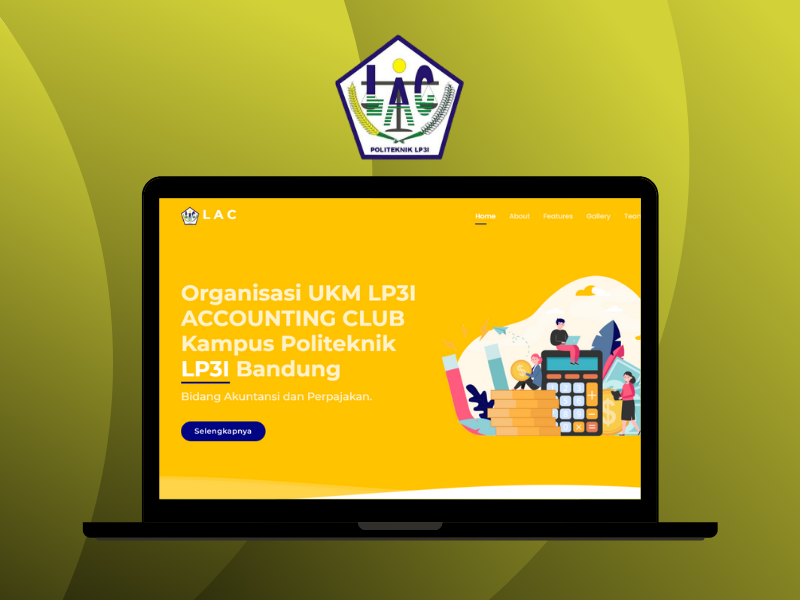 LAC
POLITEKNIK LP3I
LAC
Home About Features Gallery Team
Organisasi UKM LP3I
ACCOUNTING CLUB
Kampus Politeknik
LP3I Bandung
Bidang Akuntansi dan Perpajakan.
Selengkapnya